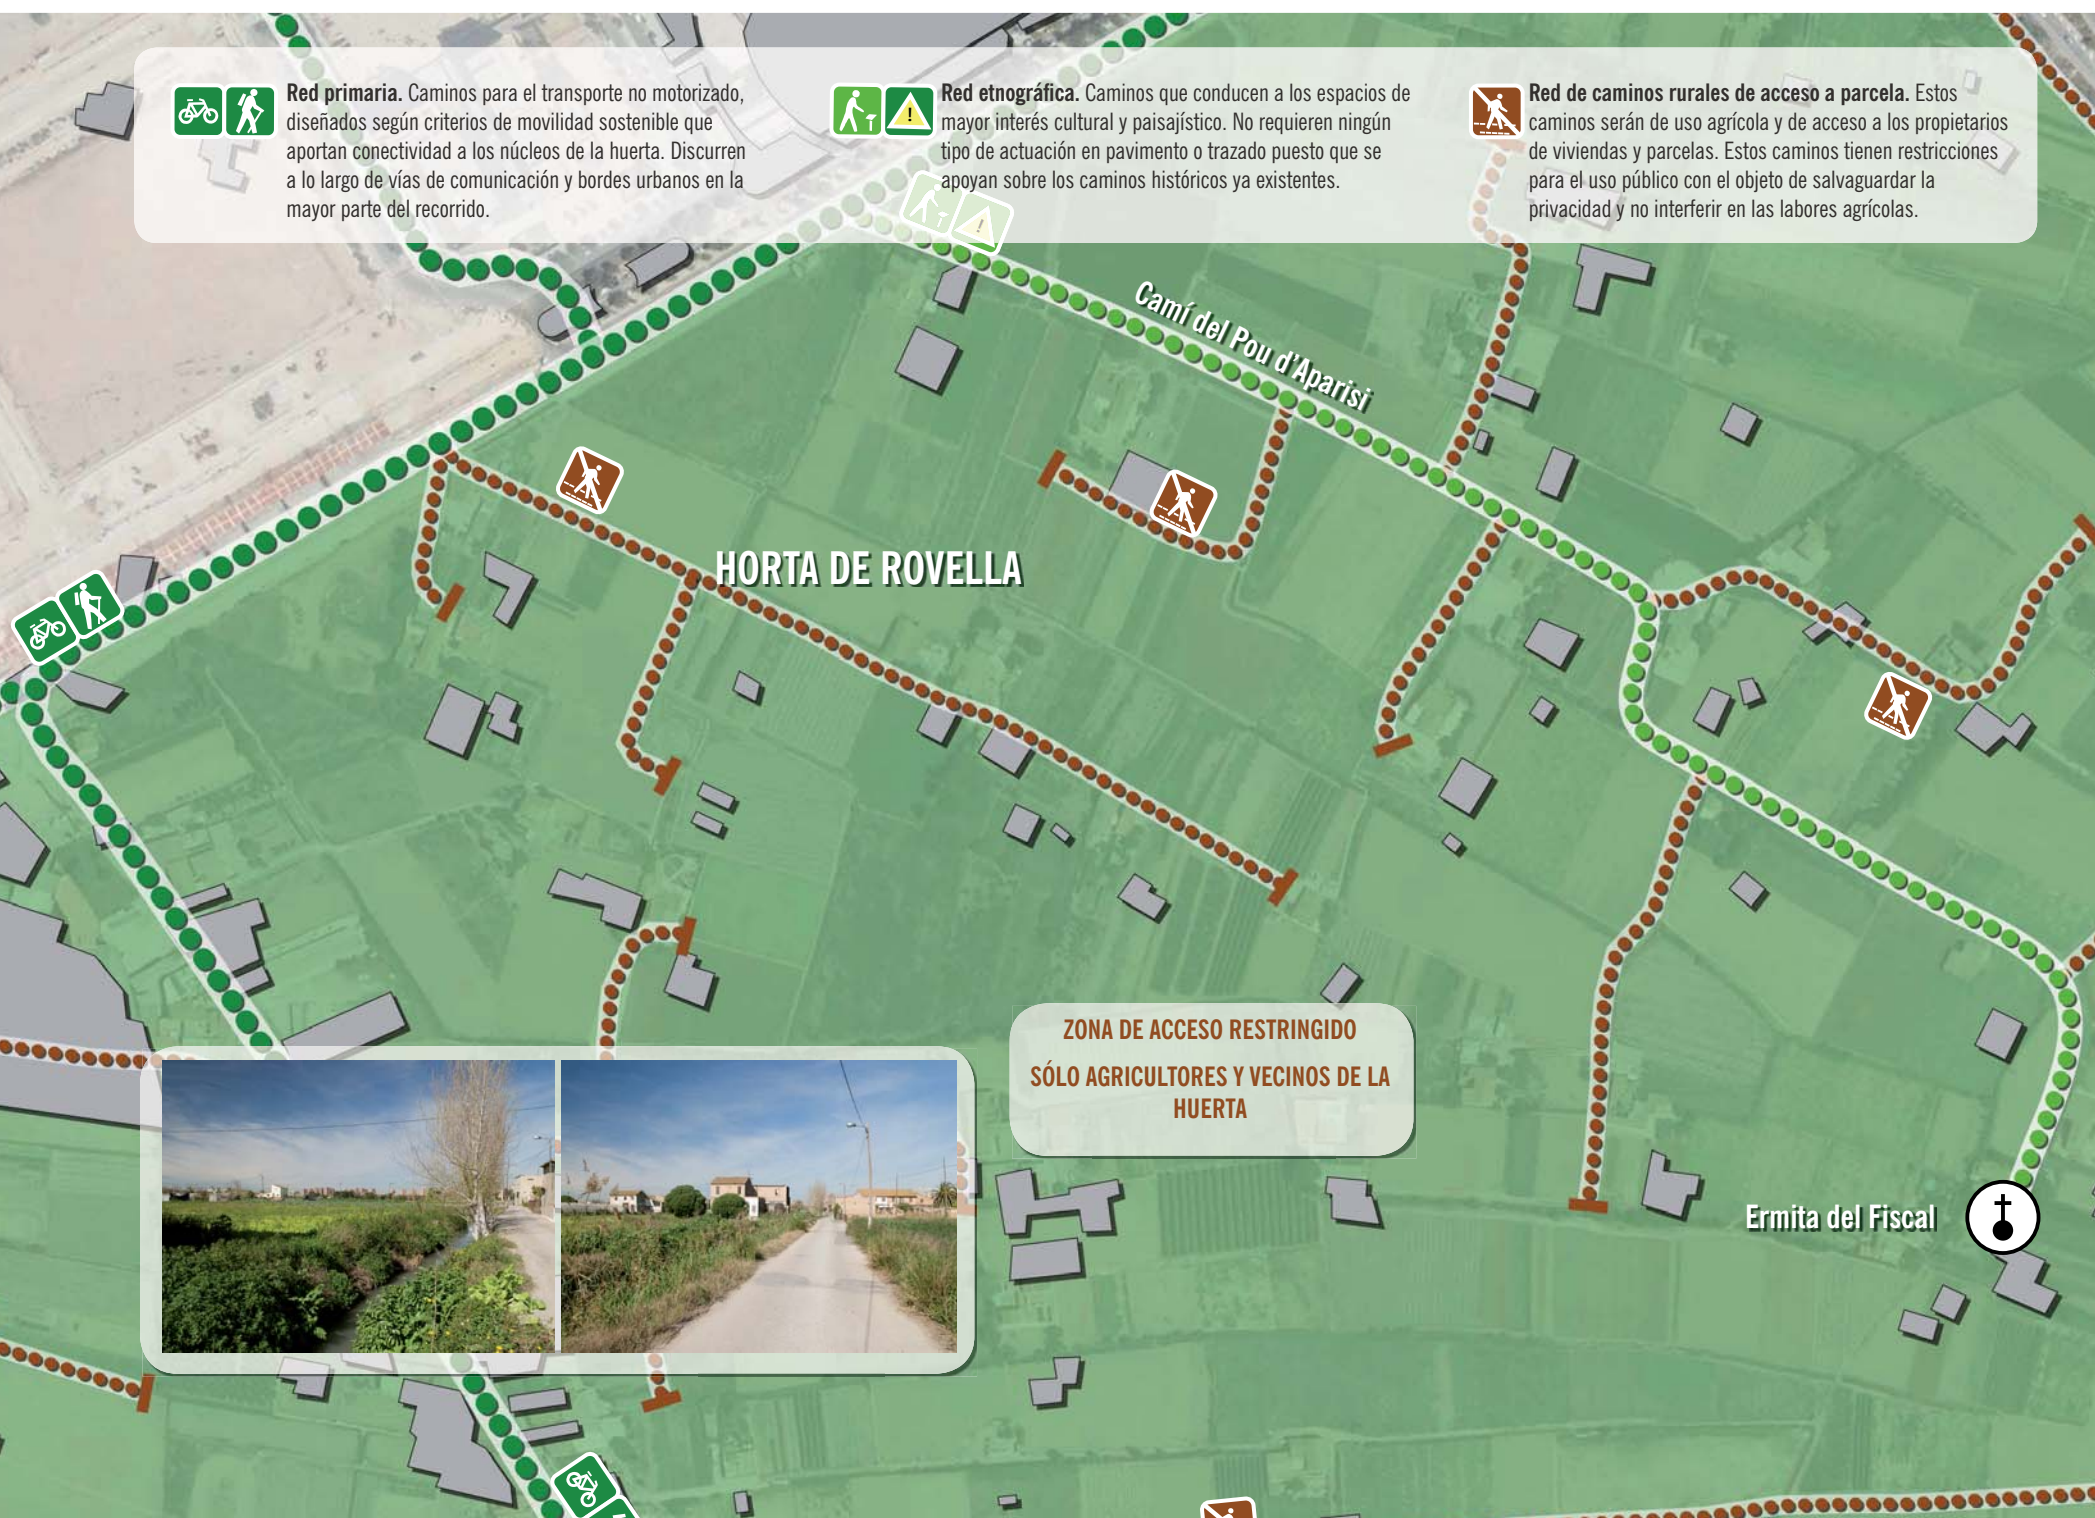 Red primaria. Caminos para el transporte no motorizado,
diseñados según criterios de movilidad sostenible que
aportan conectividad a los núcleos de la huerta. Discurren
a lo largo de vías de comunicación y bordes urbanos en la
mayor parte del recorrido.
Red etnográfica. Caminos que conducen a los espacios de
mayor interés cultural y paisajístico. No requieren ningún
tipo de actuación en pavimento o trazado puesto que se
apoyan sobre los caminos históricos ya existentes.
Red de caminos rurales de acceso a parcela. Estos
caminos serán de uso agrícola y de acceso a los propietarios
de viviendas y parcelas. Estos caminos tienen restricciones
para el uso público con el objeto de salvaguardar la
privacidad y no interferir en las labores agrícolas.
Camí del Pou d'Aparisi
HORTA DE ROVELLA
ZONA DE ACCESO RESTRINGIDO
SÓLO AGRICULTORES Y VECINOS DE LA
HUERTA
Ermita del Fiscal